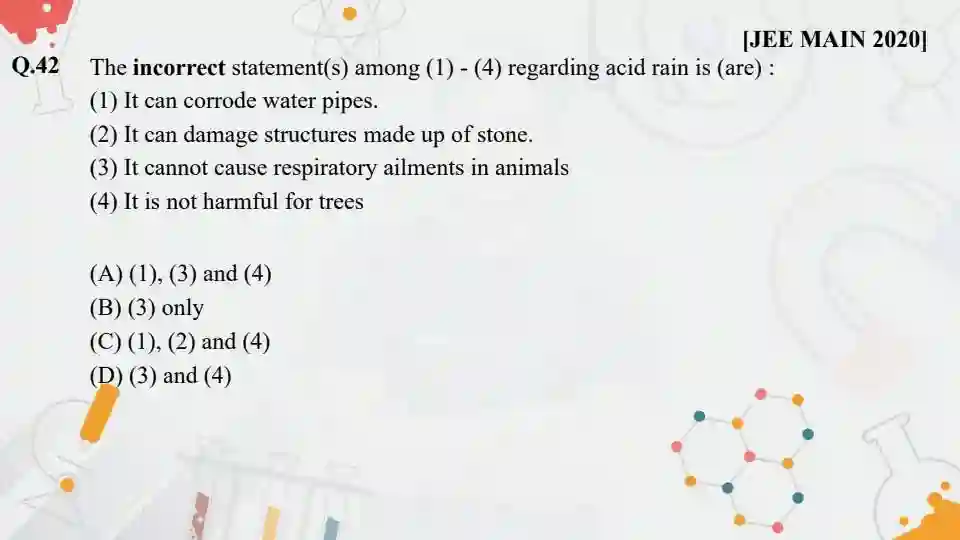 [JEE MAIN 2020]
Q.42 The incorrect statement(s) among (1) - (4) regarding acid rain is (are) :
(1) It can corrode water pipes.
(2) It can damage structures made up of stone.
(3) It cannot cause respiratory ailments in animals
(4) It is not harmful for trees
(A) (1), (3) and (4)
(B) (3) only
(C) (1), (2) and (4)
(D) (3) and (4)